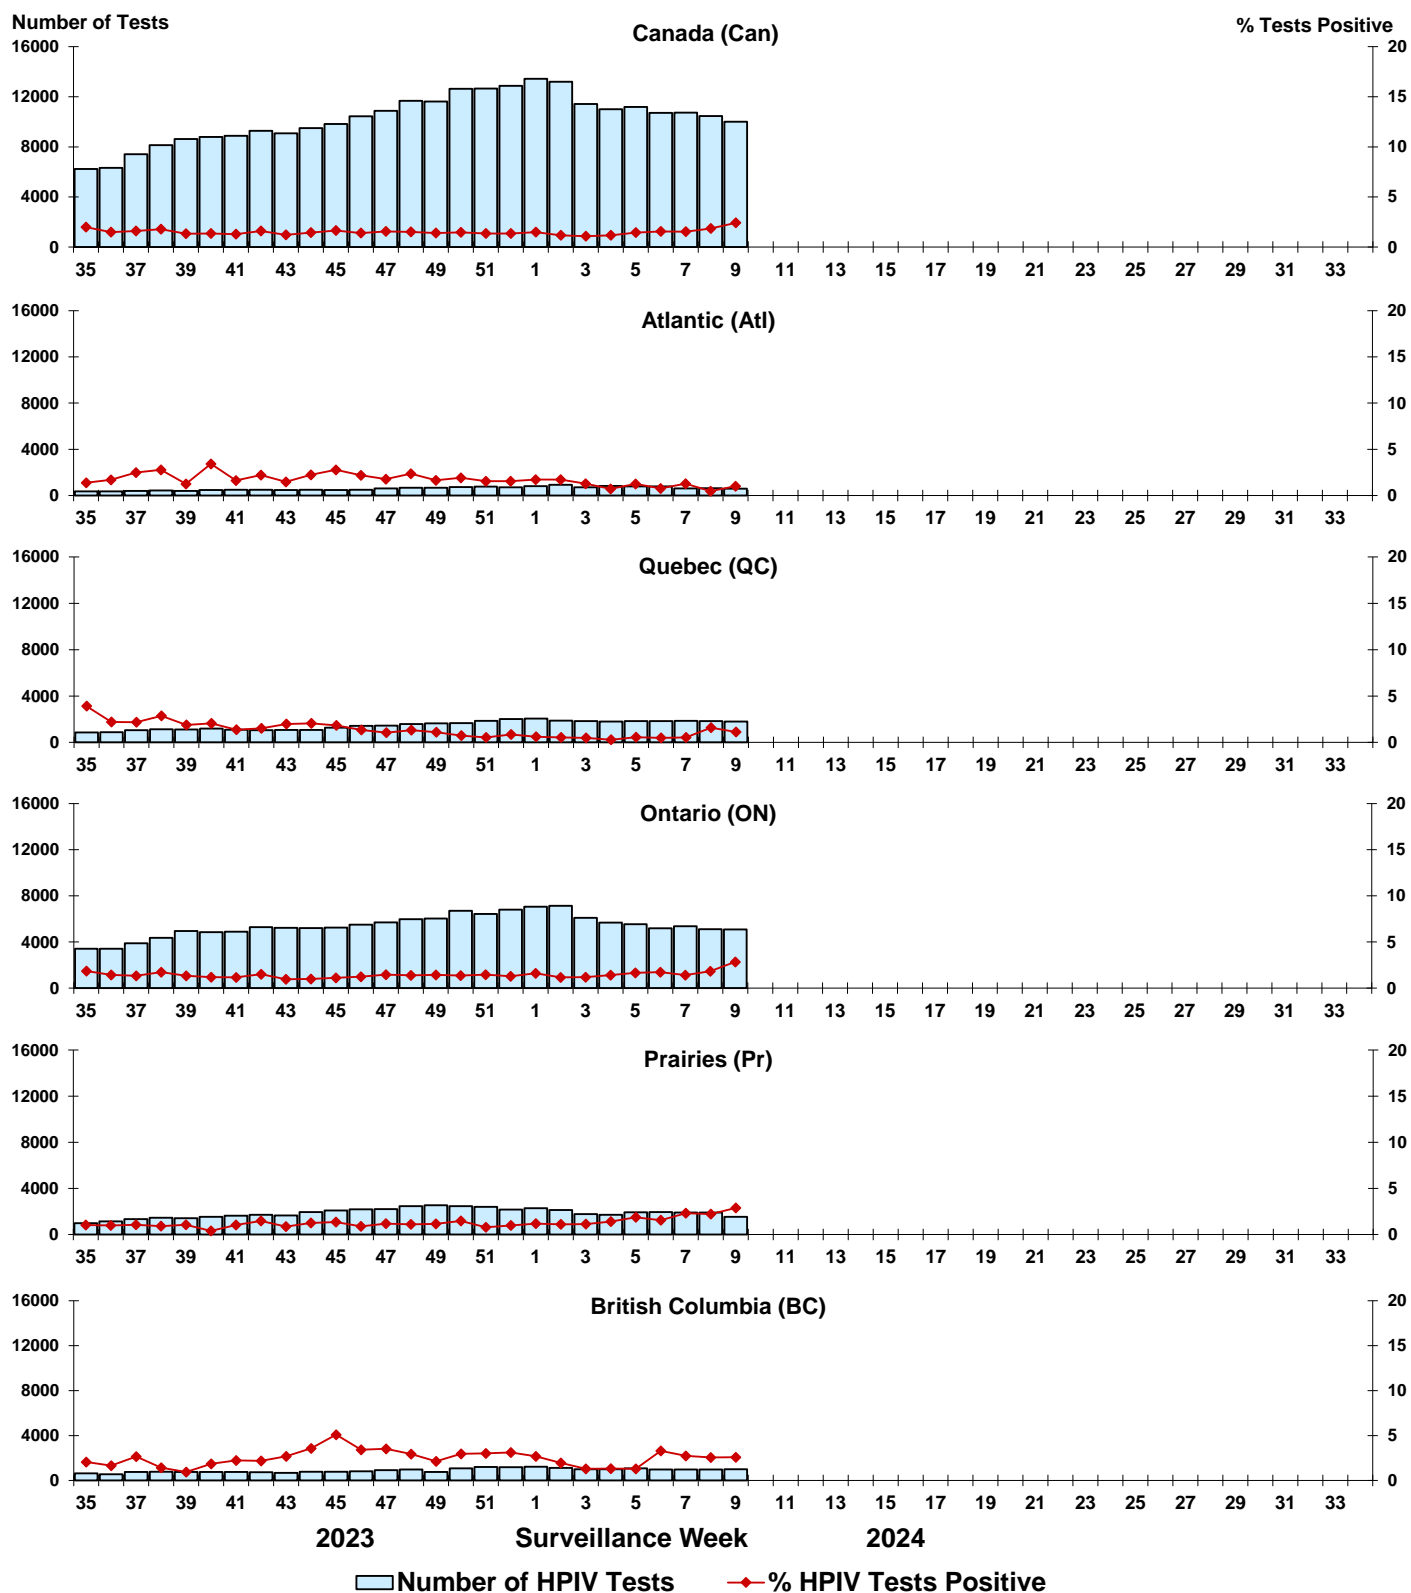 Number of Tests % Tests Positive
Canada (Can)
16000 20
12000 15
8000 10
4000 5
0 0
35 37 39 41 43 45 47 49 51 1 3 5 7 9 11 13 15 17 19 21 23 25 27 29 31 33
Atlantic (Atl)
16000 20
12000 15
8000 10
4000 5
0 0
35 37 39 41 43 45 47 49 51 1 3 5 7 9 11 13 15 17 19 21 23 25 27 29 31 33
Quebec (QC)
16000 20
12000 15
8000 10
4000 5
0 0
35 37 39 41 43 45 47 49 51 1 3 5 7 9 11 13 15 17 19 21 23 25 27 29 31 33
Ontario (ON)
16000 20
12000 15
8000 10
4000 5
0 0
35 37 39 41 43 45 47 49 51 1 3 5 7 9 11 13 15 17 19 21 23 25 27 29 31 33
Prairies (Pr)
16000 20
12000 15
8000 10
4000 5
0 0
35 37 39 41 43 45 47 49 51 1 3 5 7 9 11 13 15 17 19 21 23 25 27 29 31 33
British Columbia (BC)
16000 20
12000 15
8000 10
4000 5
0 0
35 37 39 41 43 45 47 49 51 1 3 5 7 9 11 13 15 17 19 21 23 25 27 29 31 33
2023 Surveillance Week 2024
Number of HPIV Tests % HPIV Tests Positive